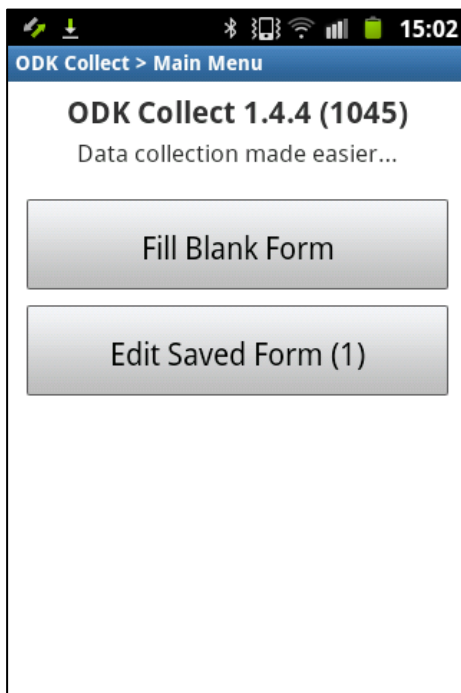 15:02
ODK Collect > Main Menu
ODK Collect 1.4.4 (1045)
Data collection made easier...
Fill Blank Form
Edit Saved Form (1)